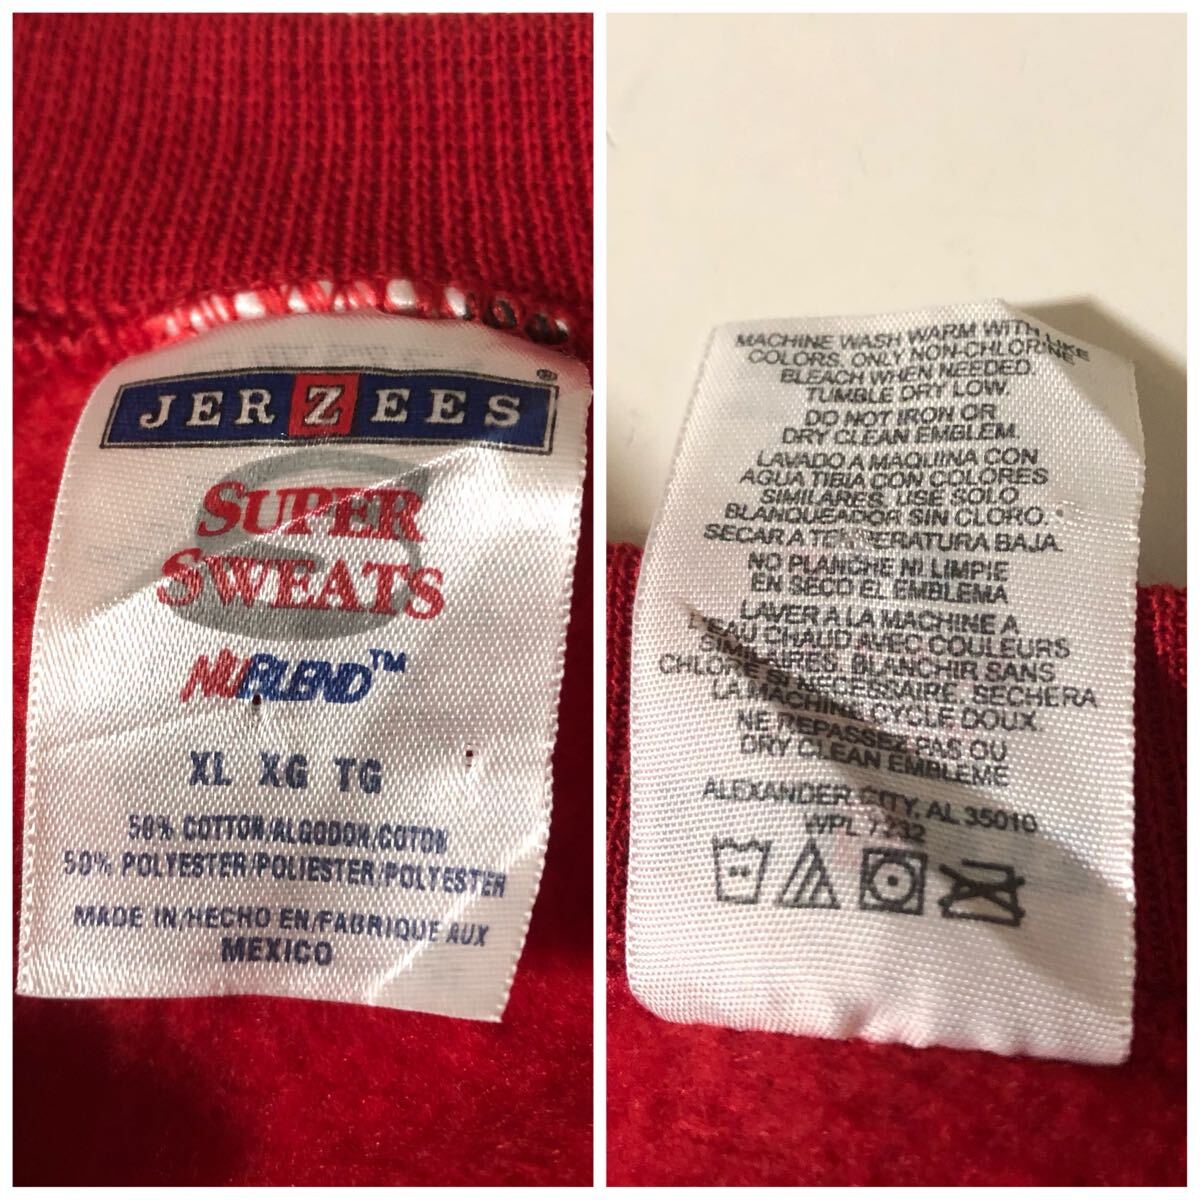 JERZEES®
SUPER
SWEATS
NUBLEND™
XL XG TG
50% COTTON/ALGODON/COTON
50% POLYESTER/POLIESTER/POLYESTER
MADE IN/HECHO EN/FABRIQUE AUX
MEXICO
MACHINE WASH WARM WITH LIKE
COLORS, ONLY NON-CHLORINE
BLEACH WHEN NEEDED.
TUMBLE DRY LOW.
DO NOT IRON OR
DRY CLEAN EMBLEM.
LAVADO A MAQUINA CON
AGUA TIBIA CON COLORES
SIMILARES, USE SOLO
BLANQUEADOR SIN CLORO.
SECAR A TEMPERATURA BAJA.
NO PLANCHE NI LIMPIE
EN SECO EL EMBLEMA
LAVER A LA MACHINE A
L'EAU CHAUD AVEC COULEURS
SIMILAIRES, BLANCHIR SANS
CHLORE SI NECESSAIRE, SECHER A
LA MACHINE, CYCLE DOUX.
NE REPASSEZ PAS OU
DRY CLEAN EMBLEME
ALEXANDER CITY, AL 35010
WPL 7232